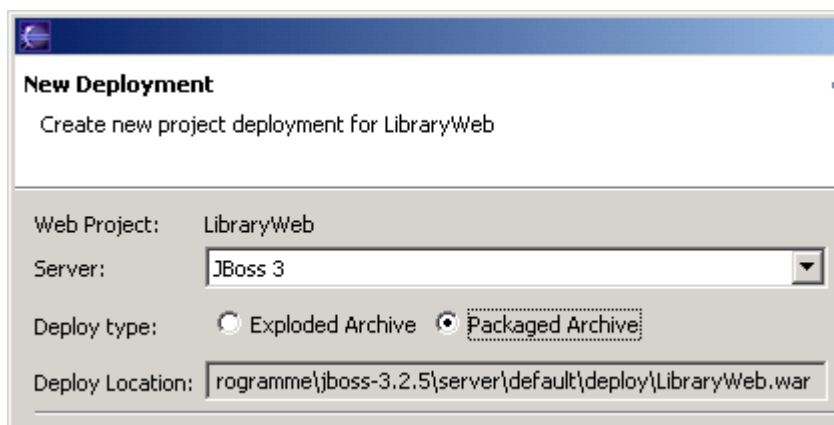 New Deployment
Create new project deployment for LibraryWeb
Web Project: LibraryWeb
Server: JBoss 3
Deploy type: Exploded Archive Packaged Archive
Deploy Location: rogramme\jboss-3.2.5\server\default\deploy\LibraryWeb.war